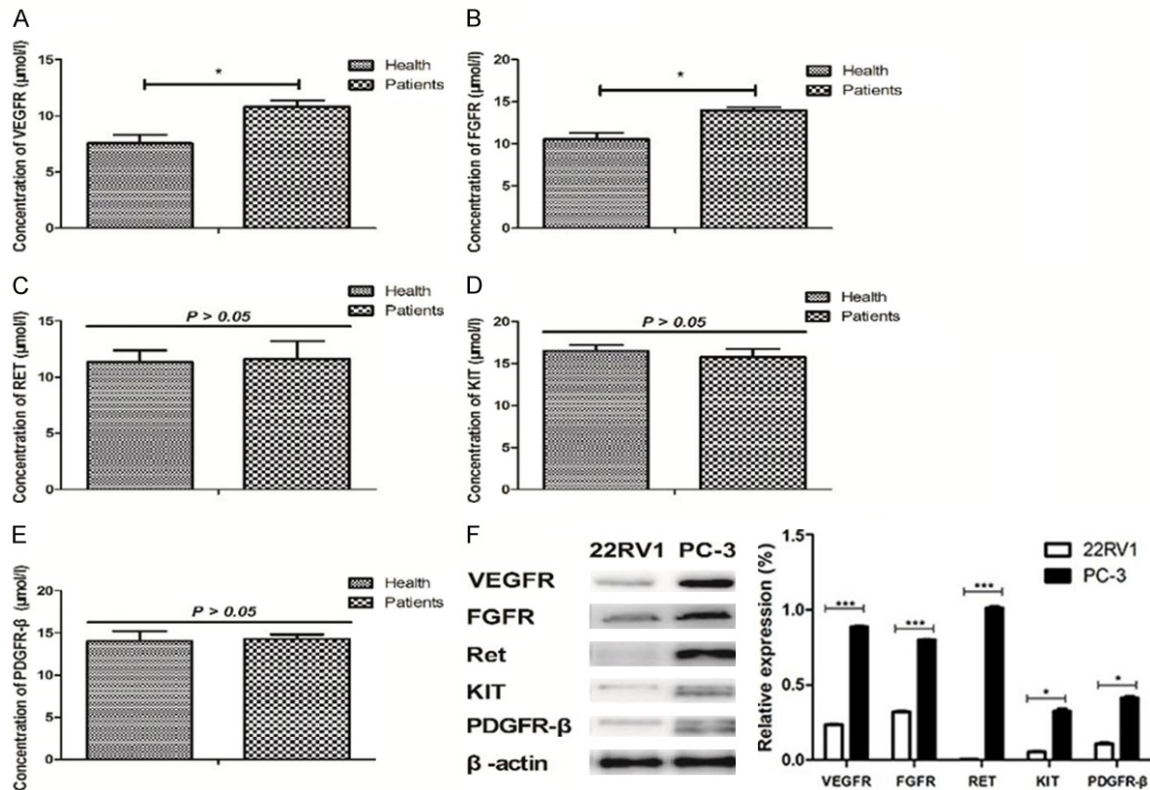 A
Concentration of VEGFR (µmol/l)
15
10
5
0
*
Health
Patients
B
Concentration of FGFR (µmol/l)
20
15
10
5
0
*
Health
Patients
C
Concentration of RET (µmol/l)
15
10
5
0
P > 0.05
Health
Patients
D
Concentration of KIT (µmol/l)
20
15
10
5
0
P > 0.05
Health
Patients
E
Concentration of PDGFR-β (µmol/l)
20
15
10
5
0
P > 0.05
Health
Patients
F
22RV1 PC-3
VEGFR
FGFR
Ret
KIT
PDGFR-β
β -actin
Relative expression (%)
1.5
1.0
0.5
0.0
22RV1
PC-3
***
***
***
*
*
VEGFR FGFR RET KIT PDGFR-β